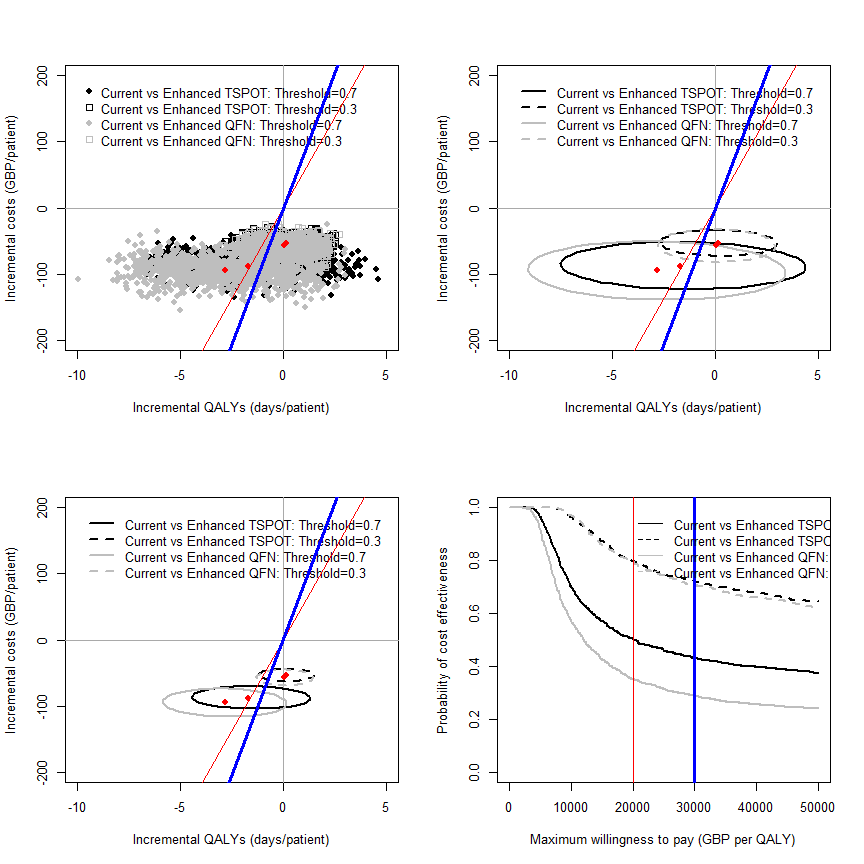 200
100
0
-100
-200
Incremental costs (GBP/patient)
Current vs Enhanced TSPOT: Threshold=0.7
Current vs Enhanced TSPOT: Threshold=0.3
Current vs Enhanced QFN: Threshold=0.7
Current vs Enhanced QFN: Threshold=0.3
-10
-5
0
5
Incremental QALYs (days/patient)
200
100
0
-100
-200
Incremental costs (GBP/patient)
Current vs Enhanced TSPOT: Threshold=0.7
Current vs Enhanced TSPOT: Threshold=0.3
Current vs Enhanced QFN: Threshold=0.7
Current vs Enhanced QFN: Threshold=0.3
-10
-5
0
5
Incremental QALYs (days/patient)
200
100
0
-100
-200
Incremental costs (GBP/patient)
Current vs Enhanced TSPOT: Threshold=0.7
Current vs Enhanced TSPOT: Threshold=0.3
Current vs Enhanced QFN: Threshold=0.7
Current vs Enhanced QFN: Threshold=0.3
-10
-5
0
5
Incremental QALYs (days/patient)
1.0
0.8
0.6
0.4
0.2
0.0
Probability of cost effectiveness
Current vs Enhanced TSPO
Current vs Enhanced TSPO
Current vs Enhanced QFN:
Current vs Enhanced QFN:
0
10000
20000
30000
40000
50000
Maximum willingness to pay (GBP per QALY)